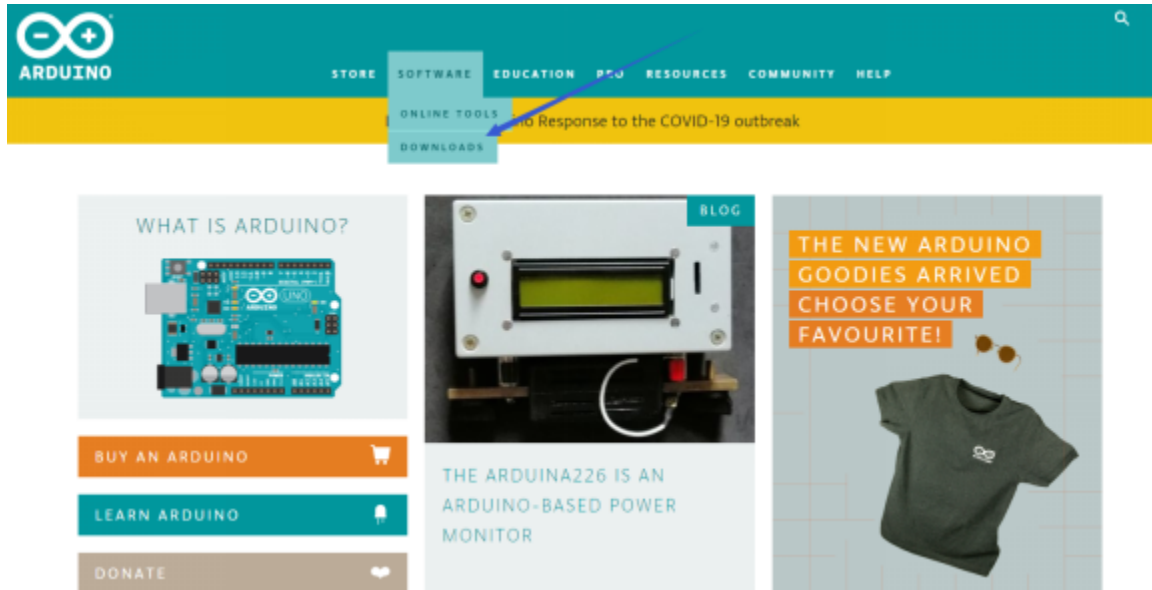 ARDUINO
STORE SOFTWARE EDUCATION PRO RESOURCES COMMUNITY HELP
ONLINE TOOLS
DOWNLOADS
Response to the COVID-19 outbreak
WHAT IS ARDUINO?
UNO
ARDUINO
BUY AN ARDUINO
LEARN ARDUINO
DONATE
BLOG
THE ARDUINA226 IS AN
ARDUINO-BASED POWER
MONITOR
THE NEW ARDUINO
GOODIES ARRIVED
CHOOSE YOUR
FAVOURITE!